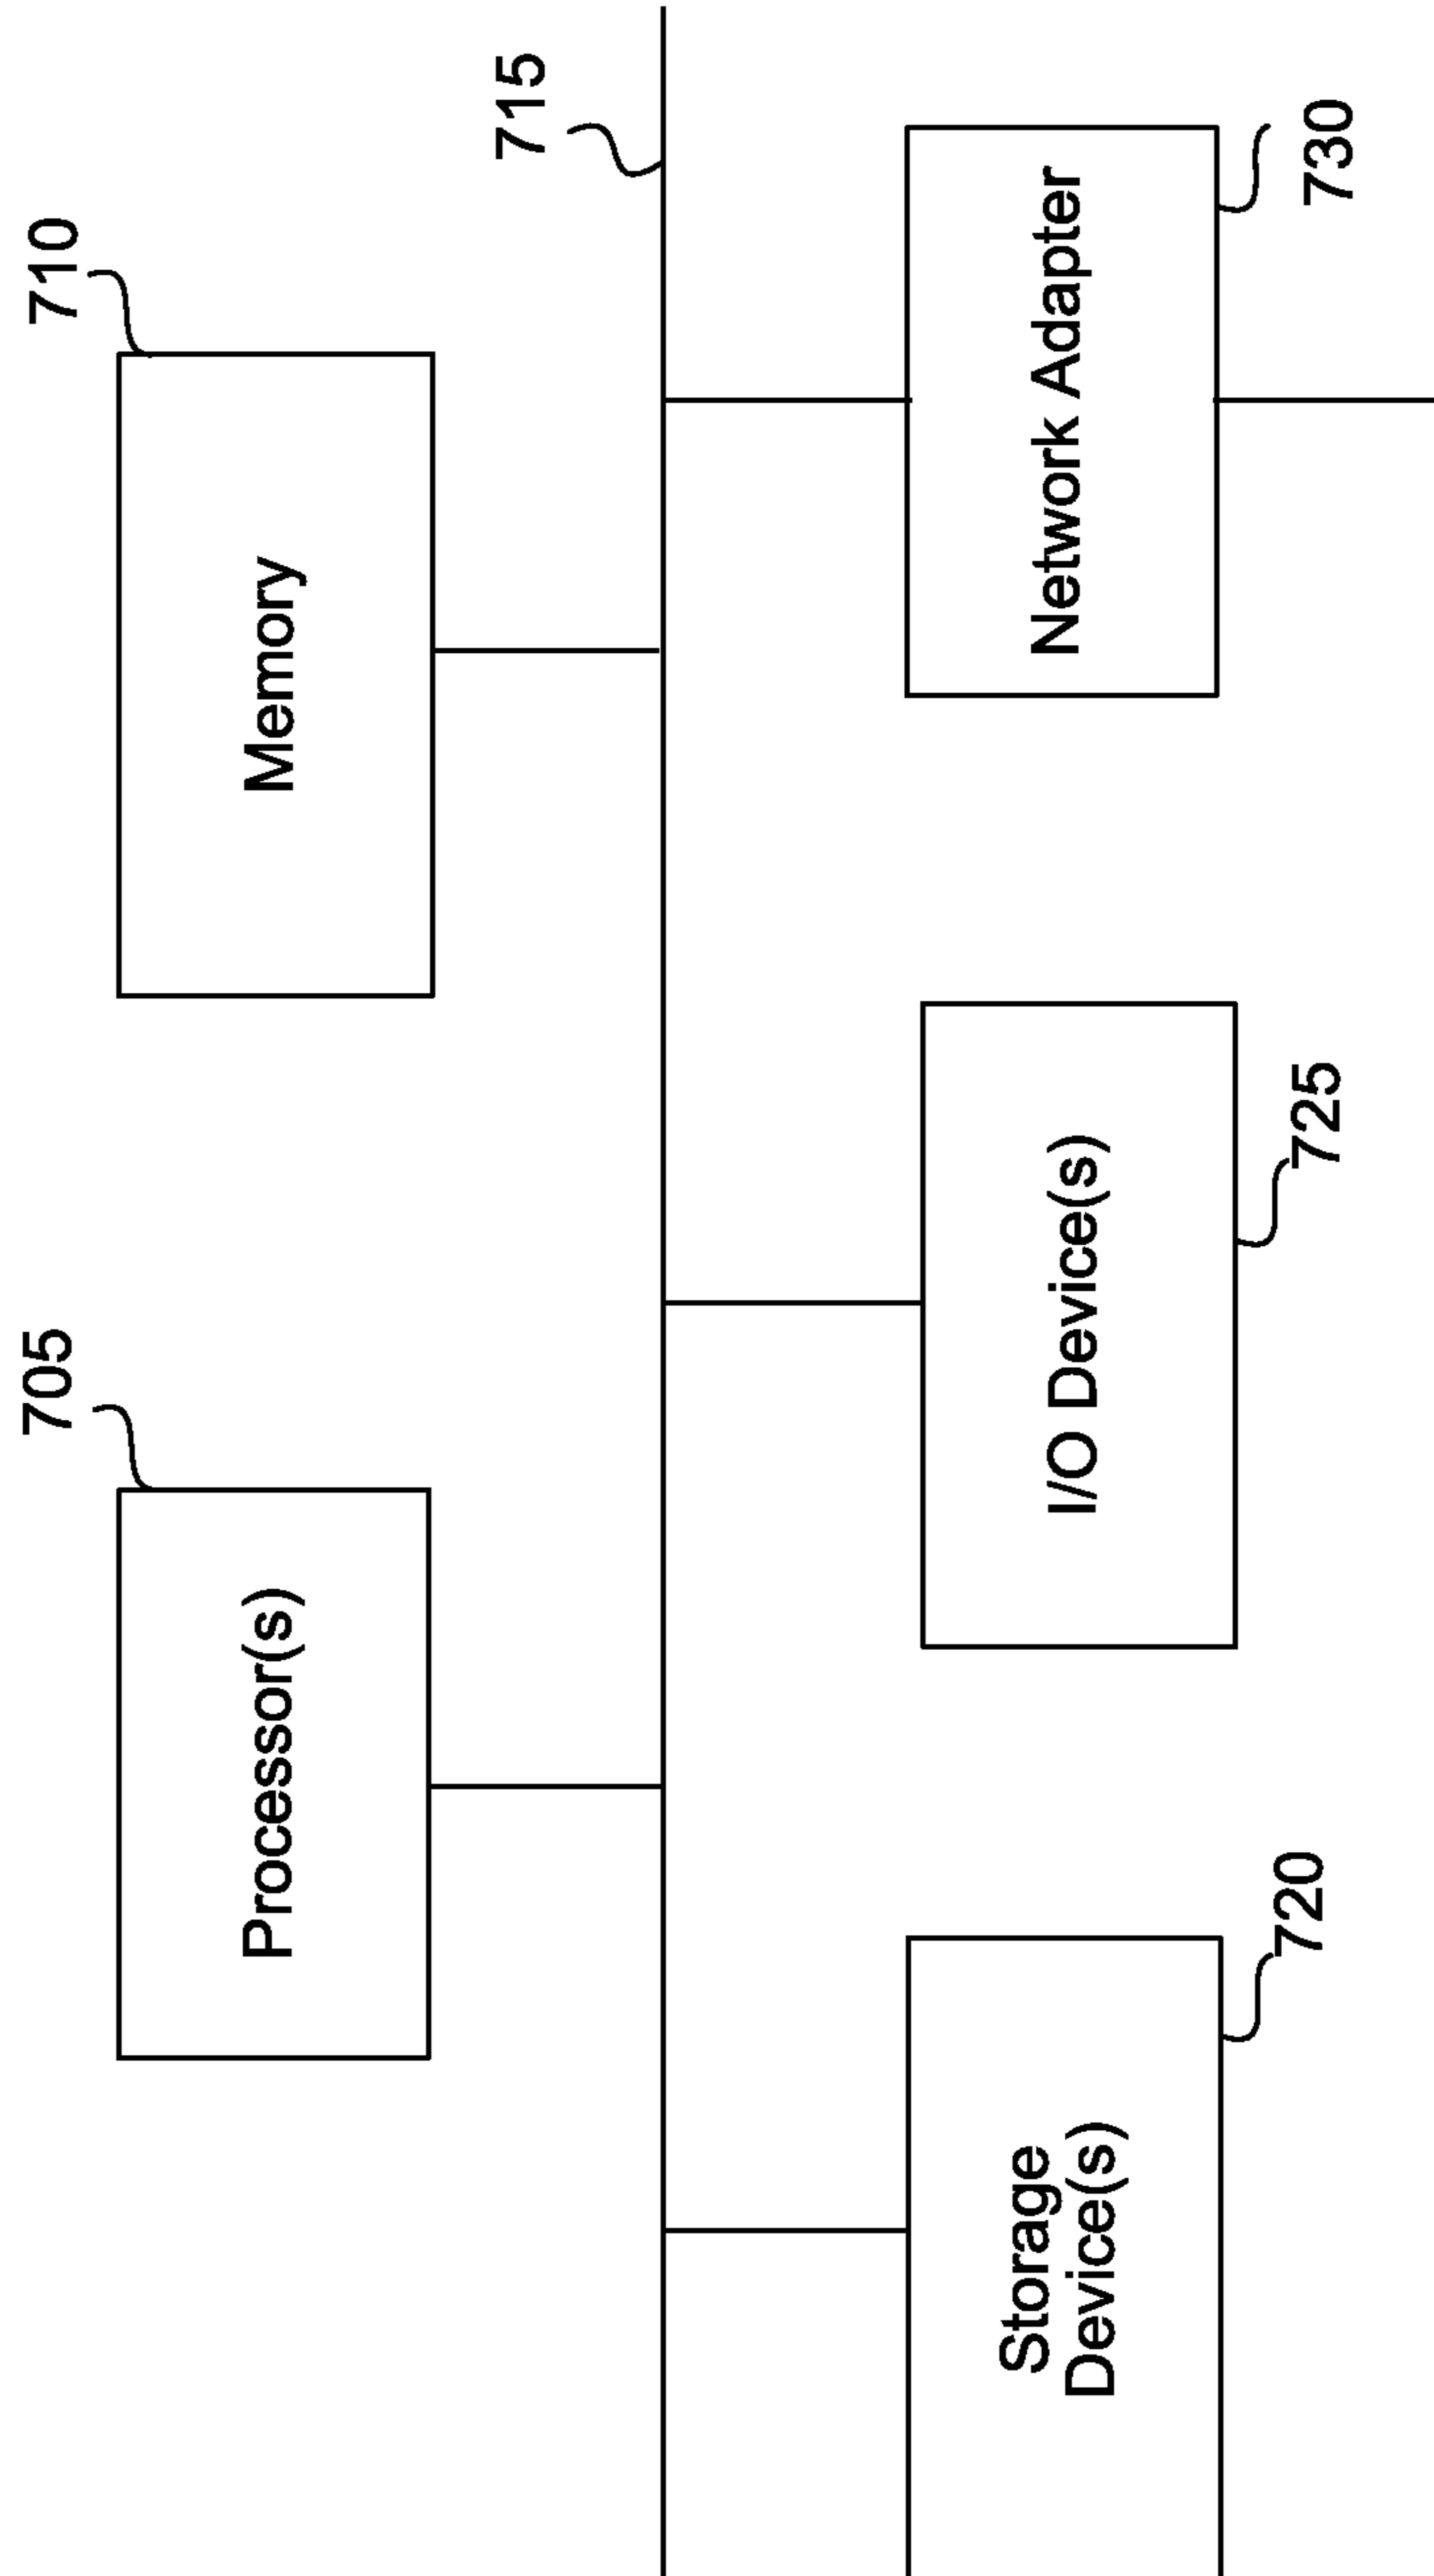 705
710
Processor(s)
Memory
715
Storage
Device(s)
I/O Device(s)
Network Adapter
720
725
730